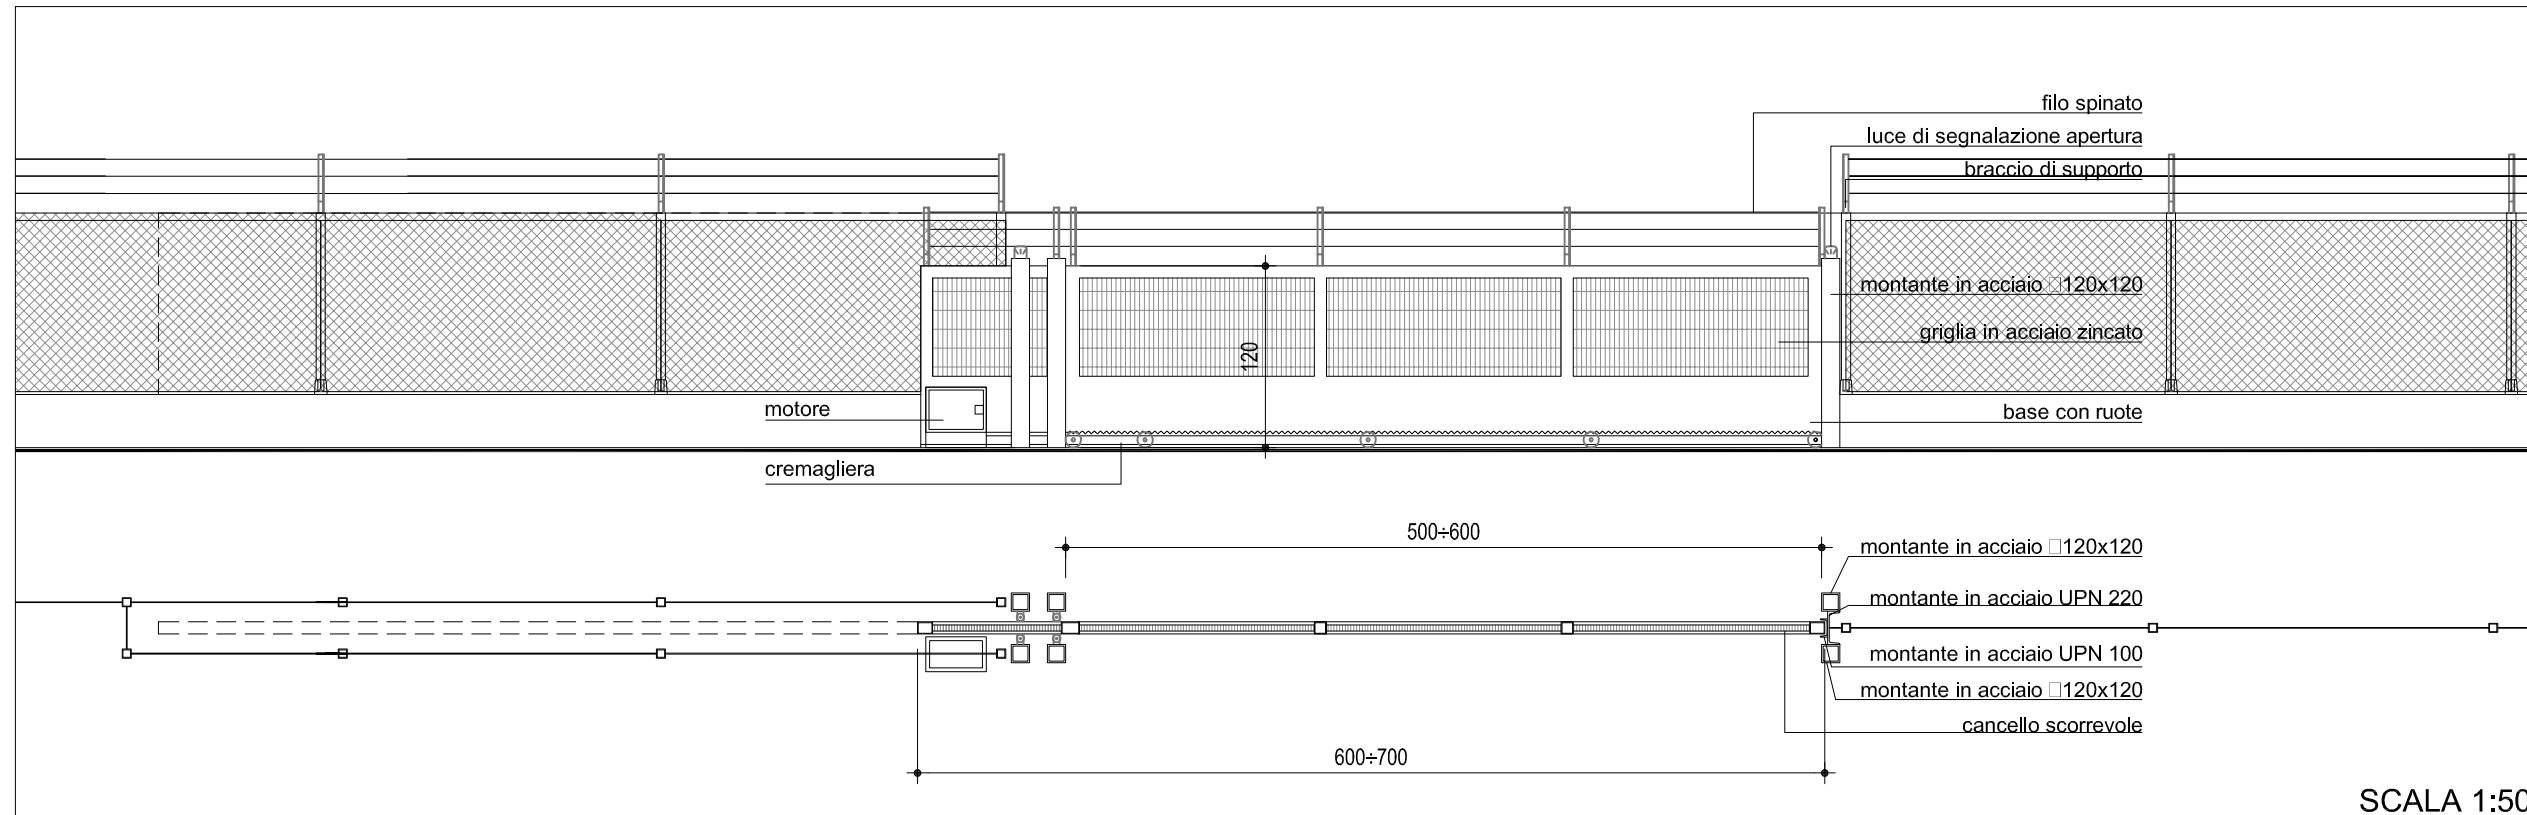 filo spinato
luce di segnalazione apertura
braccio di supporto
montante in acciaio □120x120
griglia in acciaio zincato
120
motore
base con ruote
cremagliera
500÷600
montante in acciaio □120x120
montante in acciaio UPN 220
montante in acciaio UPN 100
montante in acciaio □120x120
cancello scorrevole
600÷700
SCALA 1:50